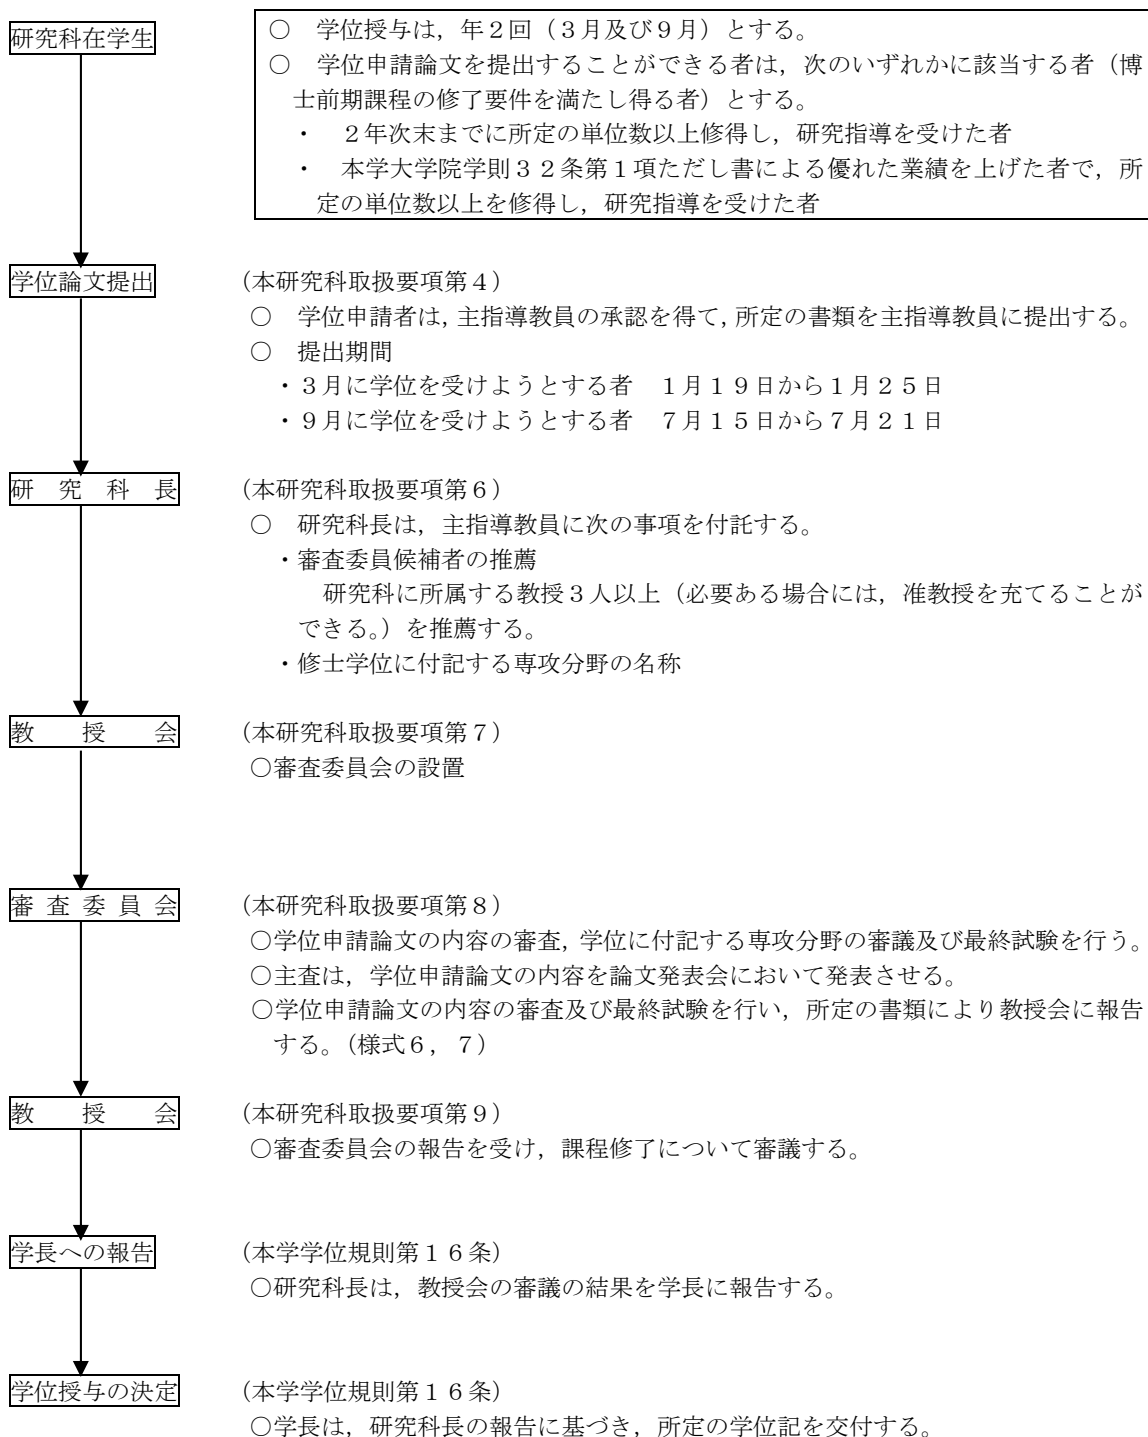 研究科在学生
○　学位授与は，年２回（３月及び９月）とする。
○　学位申請論文を提出することができる者は，次のいずれかに該当する者（博
士前期課程の修了要件を満たし得る者）とする。
・　２年次末までに所定の単位数以上修得し，研究指導を受けた者
・　本学大学院学則３２条第１項ただし書による優れた業績を上げた者で，所
定の単位数以上を修得し，研究指導を受けた者
学位論文提出
（本研究科取扱要項第４）
○　学位申請者は，主指導教員の承認を得て，所定の書類を主指導教員に提出する。
○　提出期間
・３月に学位を受けようとする者　１月１９日から１月２５日
・９月に学位を受けようとする者　７月１５日から７月２１日
研　究　科　長
（本研究科取扱要項第６）
○　研究科長は，主指導教員に次の事項を付託する。
・審査委員候補者の推薦
研究科に所属する教授３人以上（必要ある場合には，准教授を充てることが
できる。）を推薦する。
・修士学位に付記する専攻分野の名称
教　　授　　会
（本研究科取扱要項第７）
○審査委員会の設置
審 査 委 員 会
（本研究科取扱要項第８）
○学位申請論文の内容の審査，学位に付記する専攻分野の審議及び最終試験を行う。
○主査は，学位申請論文の内容を論文発表会において発表させる。
○学位申請論文の内容の審査及び最終試験を行い，所定の書類により教授会に報告
する。（様式６，７）
教　　授　　会
（本研究科取扱要項第９）
○審査委員会の報告を受け，課程修了について審議する。
学長への報告
（本学学位規則第１６条）
○研究科長は，教授会の審議の結果を学長に報告する。
学位授与の決定
（本学学位規則第１６条）
○学長は，研究科長の報告に基づき，所定の学位記を交付する。